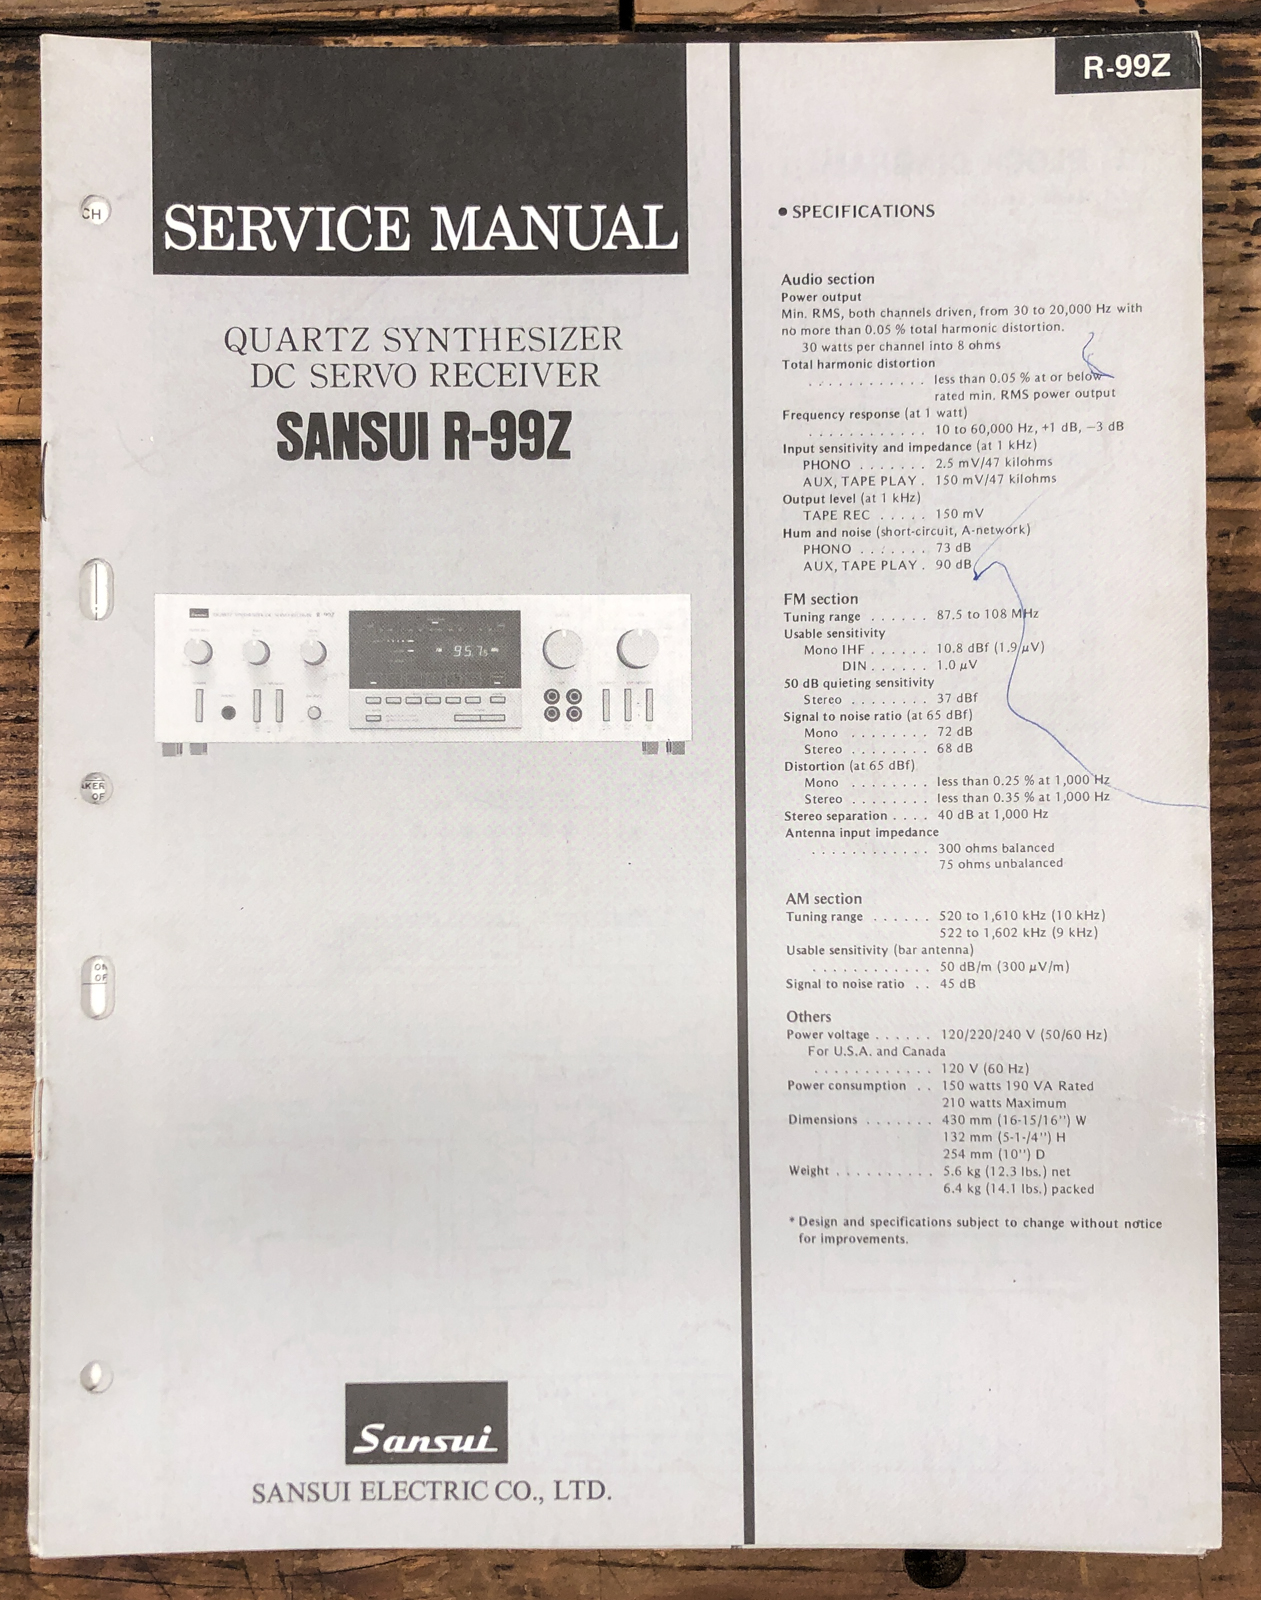 R-99Z
SERVICE MANUAL
QUARTZ SYNTHESIZER
DC SERVO RECEIVER
SANSUI R-99Z
95.75
Sansui
SANSUI ELECTRIC CO., LTD.
CH
AKER
OF
ON
OF
● SPECIFICATIONS
Audio section
Power output
Min. RMS, both channels driven, from 30 to 20,000 Hz with
no more than 0.05 % total harmonic distortion.
30 watts per channel into 8 ohms
Total harmonic distortion
. . . . . . . . . . . . less than 0.05 % at or below
rated min. RMS power output
Frequency response (at 1 watt)
. . . . . . . . . . . . 10 to 60,000 Hz, +1 dB, −3 dB
Input sensitivity and impedance (at 1 kHz)
PHONO . . . . . . . 2.5 mV/47 kilohms
AUX, TAPE PLAY . 150 mV/47 kilohms
Output level (at 1 kHz)
TAPE REC . . . . . 150 mV
Hum and noise (short-circuit, A-network)
PHONO . . . . . . . 73 dB
AUX, TAPE PLAY . 90 dB
FM section
Tuning range . . . . . . 87.5 to 108 MHz
Usable sensitivity
Mono IHF . . . . . . 10.8 dBf (1.9 μV)
DIN . . . . . . 1.0 μV
50 dB quieting sensitivity
Stereo . . . . . . . . 37 dBf
Signal to noise ratio (at 65 dBf)
Mono . . . . . . . . 72 dB
Stereo . . . . . . . . 68 dB
Distortion (at 65 dBf)
Mono . . . . . . . . less than 0.25 % at 1,000 Hz
Stereo . . . . . . . . less than 0.35 % at 1,000 Hz
Stereo separation . . . . 40 dB at 1,000 Hz
Antenna input impedance
. . . . . . . . . . . . 300 ohms balanced
75 ohms unbalanced
AM section
Tuning range . . . . . . 520 to 1,610 kHz (10 kHz)
522 to 1,602 kHz (9 kHz)
Usable sensitivity (bar antenna)
. . . . . . . . . . . . 50 dB/m (300 μV/m)
Signal to noise ratio . . 45 dB
Others
Power voltage . . . . . . 120/220/240 V (50/60 Hz)
For U.S.A. and Canada
. . . . . . . . . . . . 120 V (60 Hz)
Power consumption . . 150 watts 190 VA Rated
210 watts Maximum
Dimensions . . . . . . . 430 mm (16-15/16'') W
132 mm (5-1-/4'') H
254 mm (10'') D
Weight . . . . . . . . . . 5.6 kg (12.3 lbs.) net
6.4 kg (14.1 lbs.) packed
* Design and specifications subject to change without notice
for improvements.